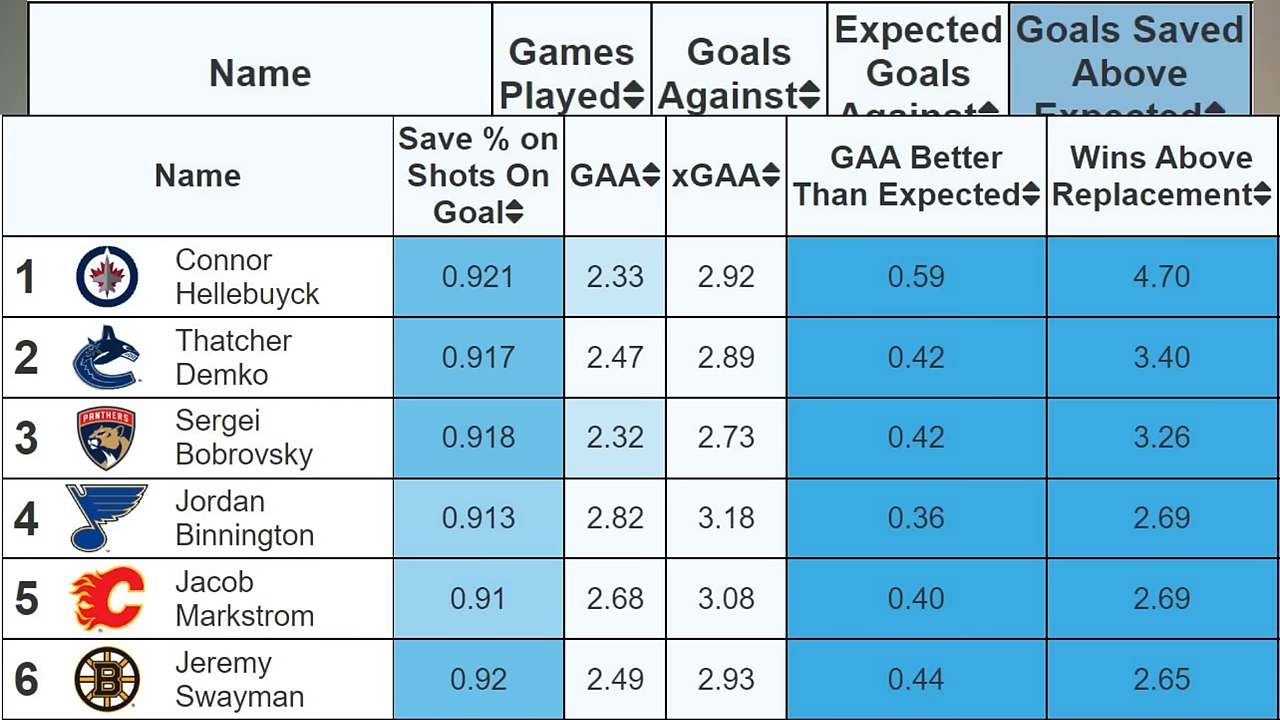 Name
Games
Played
Goals
Against
Expected
Goals
Against
Goals Saved
Above
Expected
Name
Save % on
Shots On
Goal
GAA
xGAA
GAA Better
Than Expected
Wins Above
Replacement
1
Connor
Hellebuyck
0.921
2.33
2.92
0.59
4.70
2
Thatcher
Demko
0.917
2.47
2.89
0.42
3.40
3
PANTHERS
Sergei
Bobrovsky
0.918
2.32
2.73
0.42
3.26
4
Jordan
Binnington
0.913
2.82
3.18
0.36
2.69
5
C
Jacob
Markstrom
0.91
2.68
3.08
0.40
2.69
6
B
Jeremy
Swayman
0.92
2.49
2.93
0.44
2.65